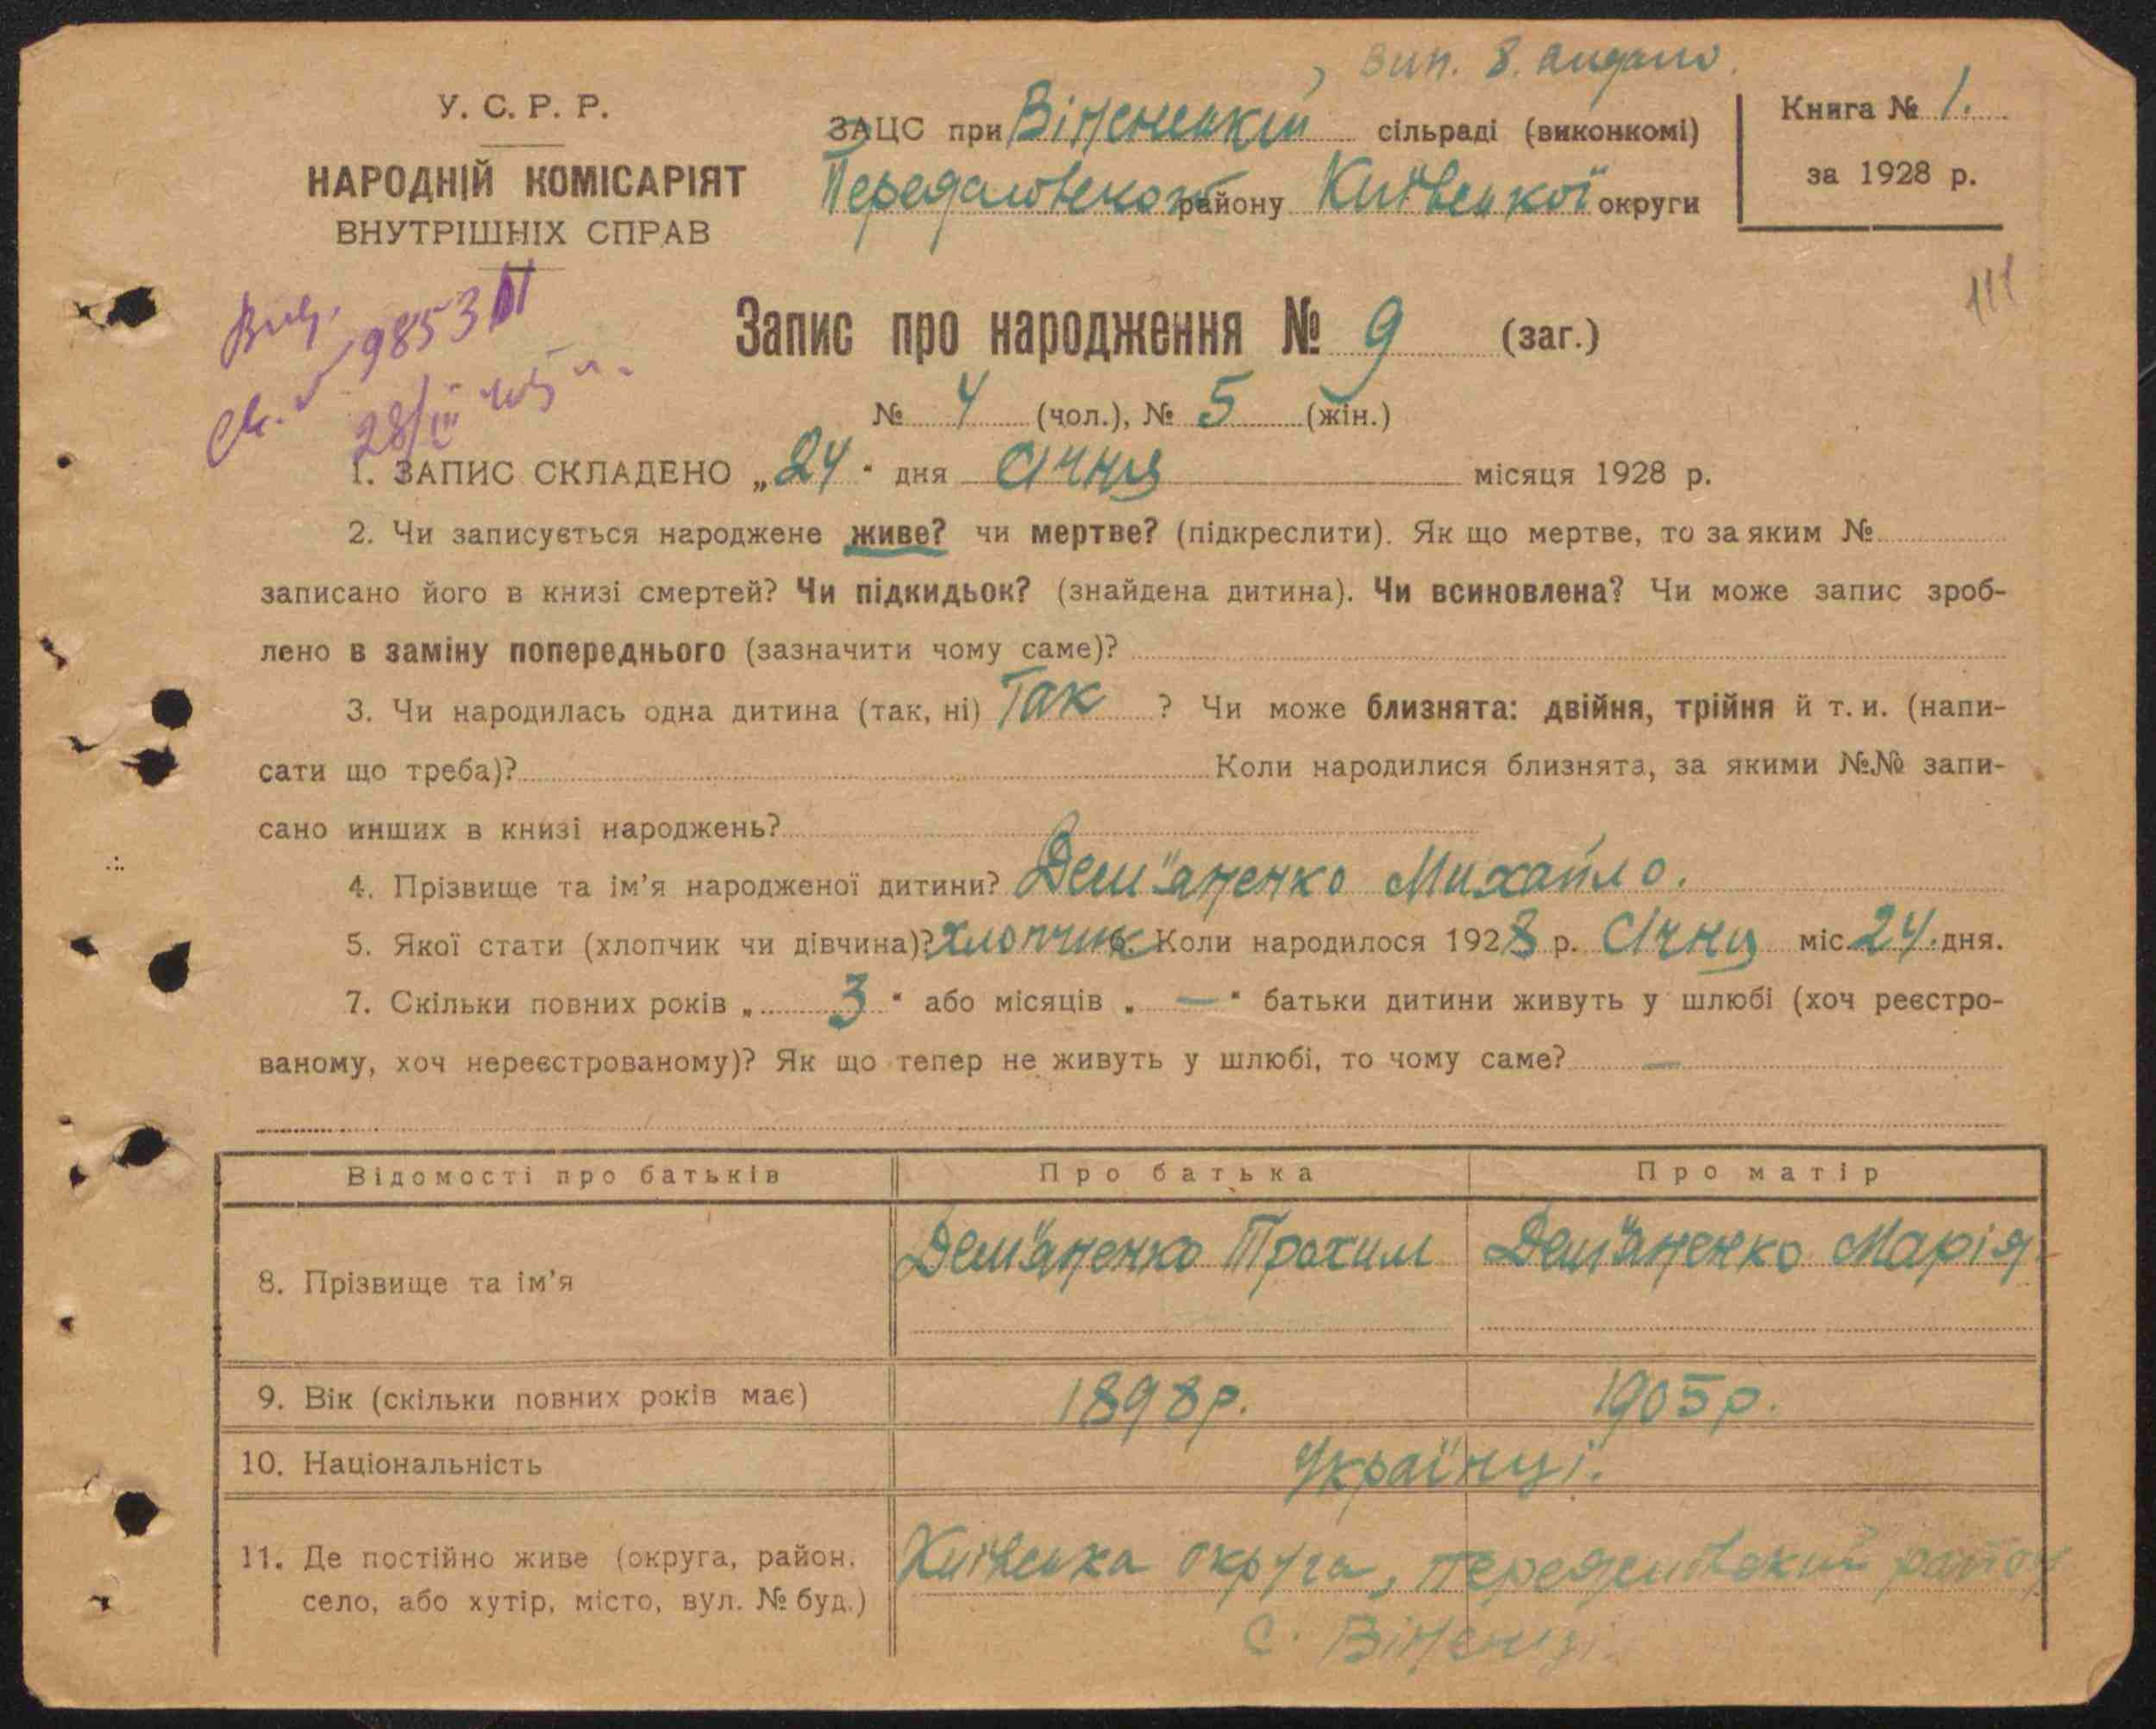 Вип. 8. видано.
У. С. Р. Р.
НАРОДНІЙ КОМІСАРІЯТ
ВНУТРІШНІХ СПРАВ
ЗАЦС при Віненській сільраді (виконкомі)
району Київської округи
Книга № 1.
за 1928 р.
111
9853
28/III
Запис про народження № 9 (заг.)
№ 4 (чол.), № 5 (жін.)
1. ЗАПИС СКЛАДЕНО „24" дня Січня місяця 1928 р.
2. Чи записується народжене живе? чи мертве? (підкреслити). Як що мертве, то за яким №
записано його в книзі смертей? Чи підкидьок? (знайдена дитина). Чи всиновлена? Чи може запис зроб-
лено в заміну попереднього (зазначити чому саме)?
3. Чи народилась одна дитина (так, ні) Так ? Чи може близнята: двійня, трійня й т. и. (напи-
сати що треба)? Коли народилися близнята, за якими №№ запи-
сано инших в книзі народжень?
4. Прізвище та ім'я народженої дитини? Дем"яненко Михайло.
5. Якої стати (хлопчик чи дівчина)? Хлопчик 6. Коли народилося 1928 р. Січня міс. 24. дня.
7. Скільки повних років „ 3 " або місяців „ — " батьки дитини живуть у шлюбі (хоч реєстро-
ваному, хоч нереєстрованому)? Як що тепер не живуть у шлюбі, то чому саме? —
Відомості про батьків Про батька Про матір
8. Прізвище та ім'я Дем"яненко Трохим Дем"яненко Марія
9. Вік (скільки повних років має) 1898 р. 1905 р.
10. Національність Українці.
11. Де постійно живе (округа, район,
село, або хутір, місто, вул. № буд.)
Київська округа, район
с. Віненці